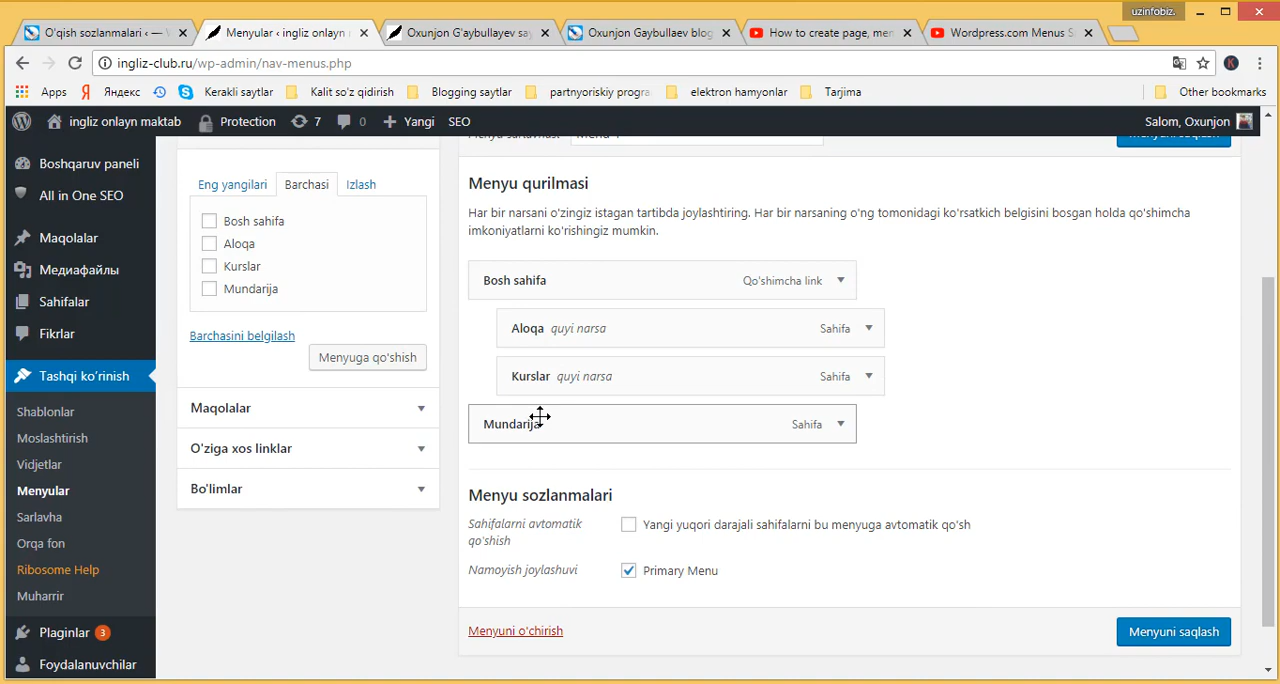 uzinfobiz.
O'qish sozlanmalari ‹ —
Menyular ‹ ingliz onlayn
Oxunjon G'aybullayev say
Oxunjon Gaybullaev blog
How to create page, men
Wordpress.com Menus S
ingliz-club.ru/wp-admin/nav-menus.php
K
Apps
Яндекс
Kerakli saytlar
Kalit so'z qidirish
Blogging saytlar
partnyoriskiy progra
elektron hamyonlar
Tarjima
Other bookmarks
ingliz onlayn maktab
Protection
7
0
Yangi
SEO
Salom, Oxunjon
Boshqaruv paneli
All in One SEO
Maqolalar
Медиафайлы
Sahifalar
Fikrlar
Tashqi ko'rinish
Shablonlar
Moslashtirish
Vidjetlar
Menyular
Sarlavha
Orqa fon
Ribosome Help
Muharrir
Plaginlar 3
Foydalanuvchilar
Eng yangilari
Barchasi
Izlash
Bosh sahifa
Aloqa
Kurslar
Mundarija
Barchasini belgilash
Menyuga qo'shish
Maqolalar
O'ziga xos linklar
Bo'limlar
Menyu qurilmasi
Har bir narsani o'zingiz istagan tartibda joylashtiring. Har bir narsaning o'ng tomonidagi ko'rsatkich belgisini bosgan holda qo'shimcha
imkoniyatlarni ko'rishingiz mumkin.
Bosh sahifa Qo'shimcha link
Aloqa quyi narsa Sahifa
Kurslar quyi narsa Sahifa
Mundarija Sahifa
Menyu sozlanmalari
Sahifalarni avtomatik
qo'shish
Yangi yuqori darajali sahifalarni bu menyuga avtomatik qo'sh
Namoyish joylashuvi
Primary Menu
Menyuni o'chirish
Menyuni saqlash